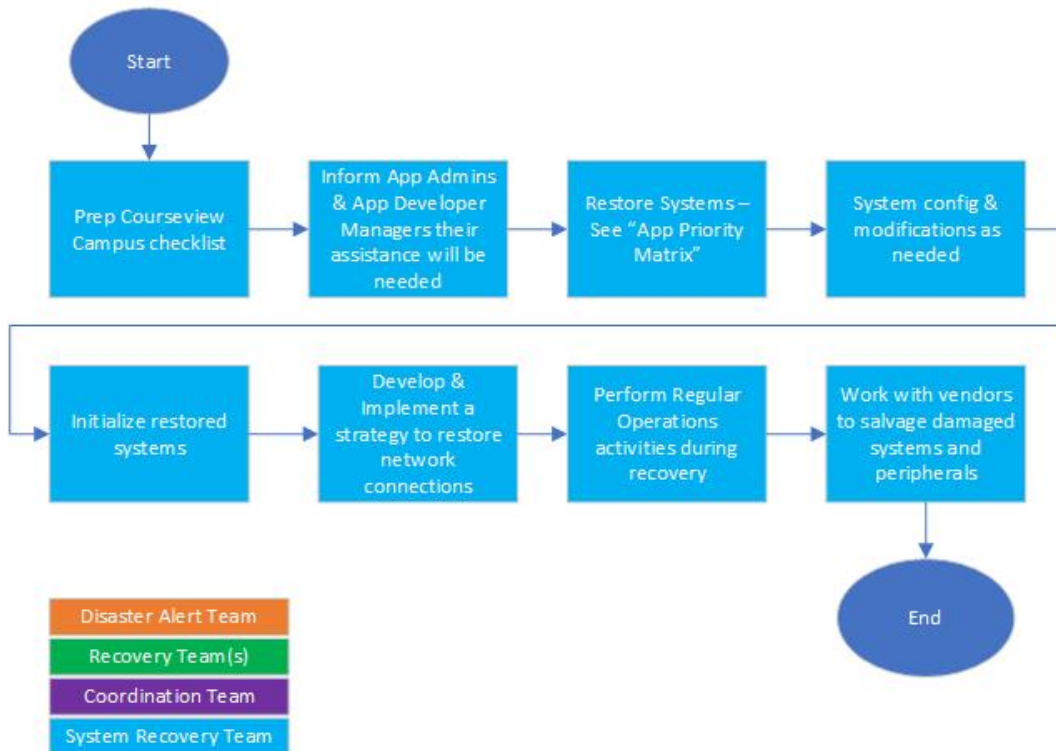 Start
Prep Courseview
Campus checklist
Inform App Admins
& App Developer
Managers their
assistance will be
needed
Restore Systems –
See “App Priority
Matrix”
System config &
modifications as
needed
Initialize restored
systems
Develop &
Implement a
strategy to restore
network
connections
Perform Regular
Operations
activities during
recovery
Work with vendors
to salvage damaged
systems and
peripherals
End
Disaster Alert Team
Recovery Team(s)
Coordination Team
System Recovery Team